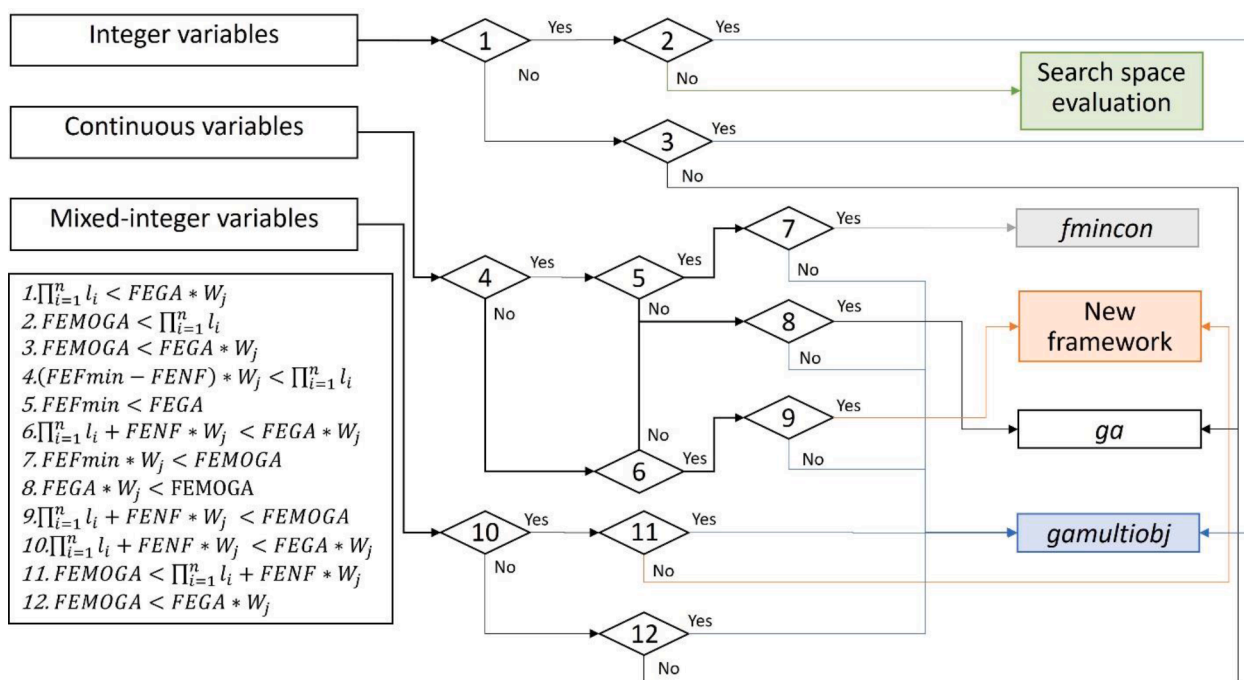 Integer variables
1
Yes
No
2
Yes
No
Search space
evaluation
Continuous variables
3
Yes
No
Mixed-integer variables
4
Yes
No
5
Yes
No
7
Yes
No
fmincon
8
Yes
No
New
framework
9
Yes
No
ga
6
Yes
No
10
Yes
No
11
Yes
No
gamultiobj
12
Yes
No
1. ∏ⁿᵢ₌₁ lᵢ < FEGA * Wⱼ
2. FEMOGA < ∏ⁿᵢ₌₁ lᵢ
3. FEMOGA < FEGA * Wⱼ
4. (FEFmin − FENF) * Wⱼ < ∏ⁿᵢ₌₁ lᵢ
5. FEFmin < FEGA
6. ∏ⁿᵢ₌₁ lᵢ + FENF * Wⱼ < FEGA * Wⱼ
7. FEFmin * Wⱼ < FEMOGA
8. FEGA * Wⱼ < FEMOGA
9. ∏ⁿᵢ₌₁ lᵢ + FENF * Wⱼ < FEMOGA
10. ∏ⁿᵢ₌₁ lᵢ + FENF * Wⱼ < FEGA * Wⱼ
11. FEMOGA < ∏ⁿᵢ₌₁ lᵢ + FENF * Wⱼ
12. FEMOGA < FEGA * Wⱼ